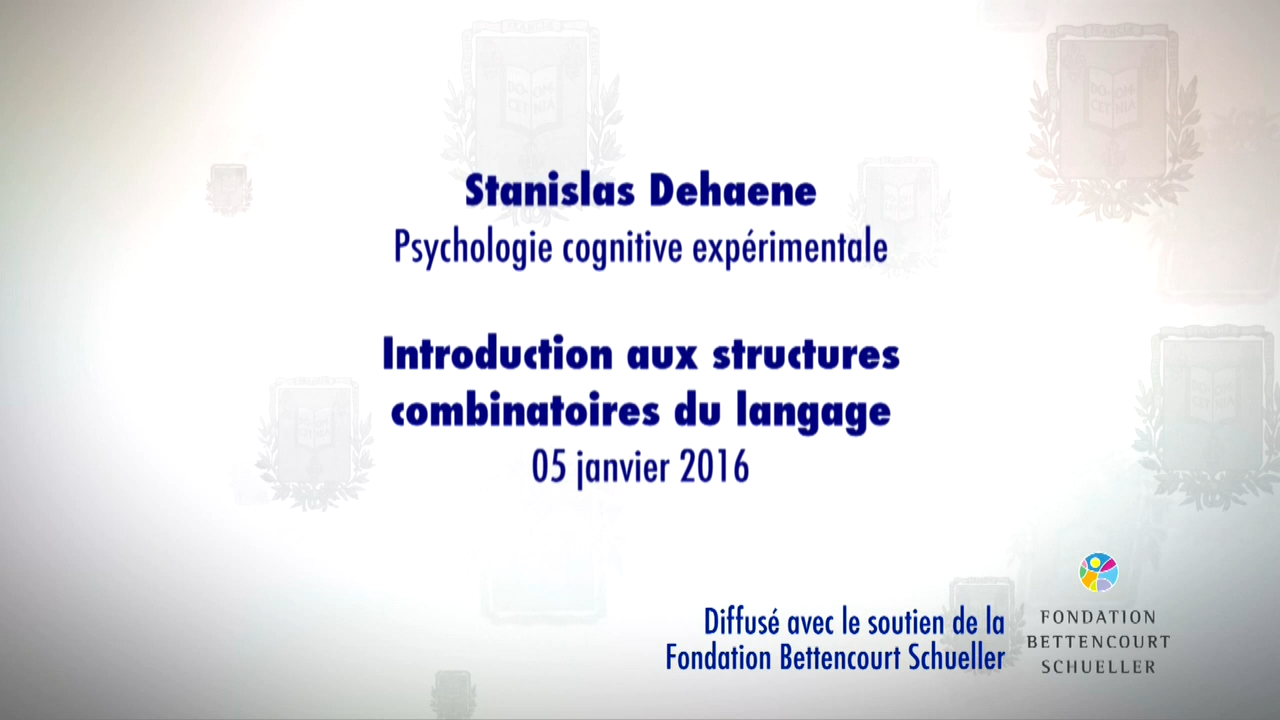 Stanislas Dehaene
Psychologie cognitive expérimentale
Introduction aux structures
combinatoires du langage
05 janvier 2016
Diffusé avec le soutien de la
Fondation Bettencourt Schueller
FONDATION
BETTENCOURT
SCHUELLER